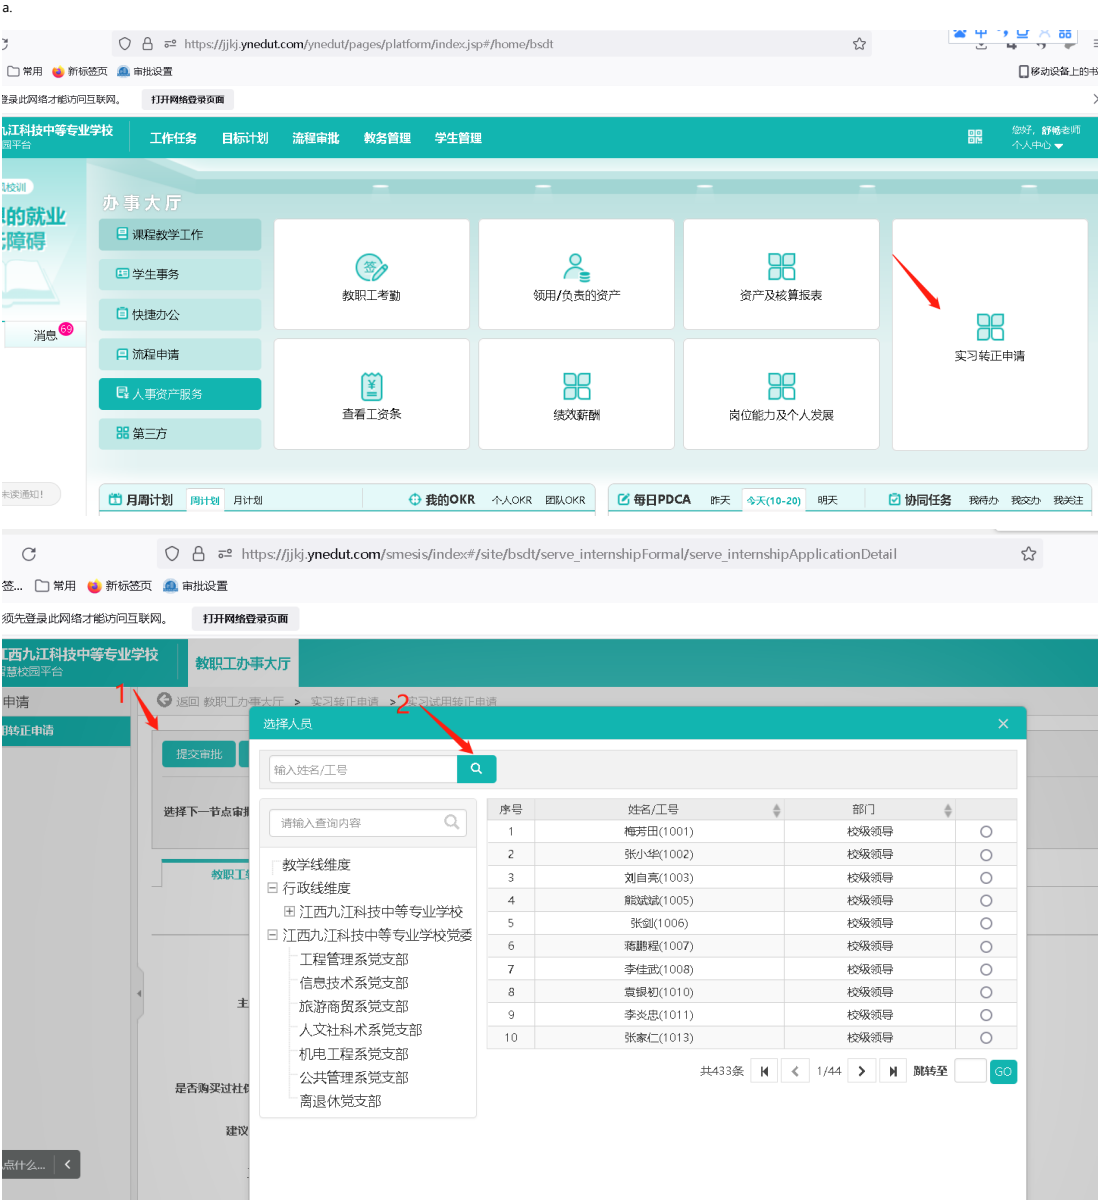 a.
https://jjkj.ynedut.com/ynedut/pages/platform/index.jsp#/home/bsdt
常用 新标签页 审批设置 移动设备上的书
登录此网络才能访问互联网。 打开网络登录页面
九江科技中等专业学校 工作任务 目标计划 流程审批 教务管理 学生管理 您好，舒畅老师
园平台 个人中心
校训
的就业
障碍
办事大厅
课程教学工作
学生事务
快捷办公
流程申请
人事资产服务
第三方
消息 69
未读通知!
教职工考勤 领用/负责的资产 资产及核算报表
实习转正申请
查看工资条 绩效薪酬 岗位能力及个人发展
月周计划 周计划 月计划 我的OKR 个人OKR 团队OKR 每日PDCA 昨天 今天(10-20) 明天 协同任务 我待办 我交办 我关注
https://jjkj.ynedut.com/smesis/index#/site/bsdt/serve_internshipFormal/serve_internshipApplicationDetail
签... 常用 新标签页 审批设置
须先登录此网络才能访问互联网。 打开网络登录页面
江西九江科技中等专业学校 教职工办事大厅
智慧校园平台
申请 1 返回 教职工办事大厅 > 实习转正申请 > 实习试用转正申请 2
用转正申请
提交审批
选择下一节点审批
教职工
主
是否购买过社保
建议
点什么...
选择人员
输入姓名/工号
请输入查询内容
教学线维度
行政线维度
江西九江科技中等专业学校
江西九江科技中等专业学校党委
工程管理系党支部
信息技术系党支部
旅游商贸系党支部
人文社科术系党支部
机电工程系党支部
公共管理系党支部
离退休党支部
序号 姓名/工号 部门
1 梅芳田(1001) 校级领导
2 张小华(1002) 校级领导
3 刘自亮(1003) 校级领导
4 熊斌斌(1005) 校级领导
5 张剑(1006) 校级领导
6 蒋鹏程(1007) 校级领导
7 李佳武(1008) 校级领导
8 袁银初(1010) 校级领导
9 李炎忠(1011) 校级领导
10 张家仁(1013) 校级领导
共433条 1/44 跳转至 GO